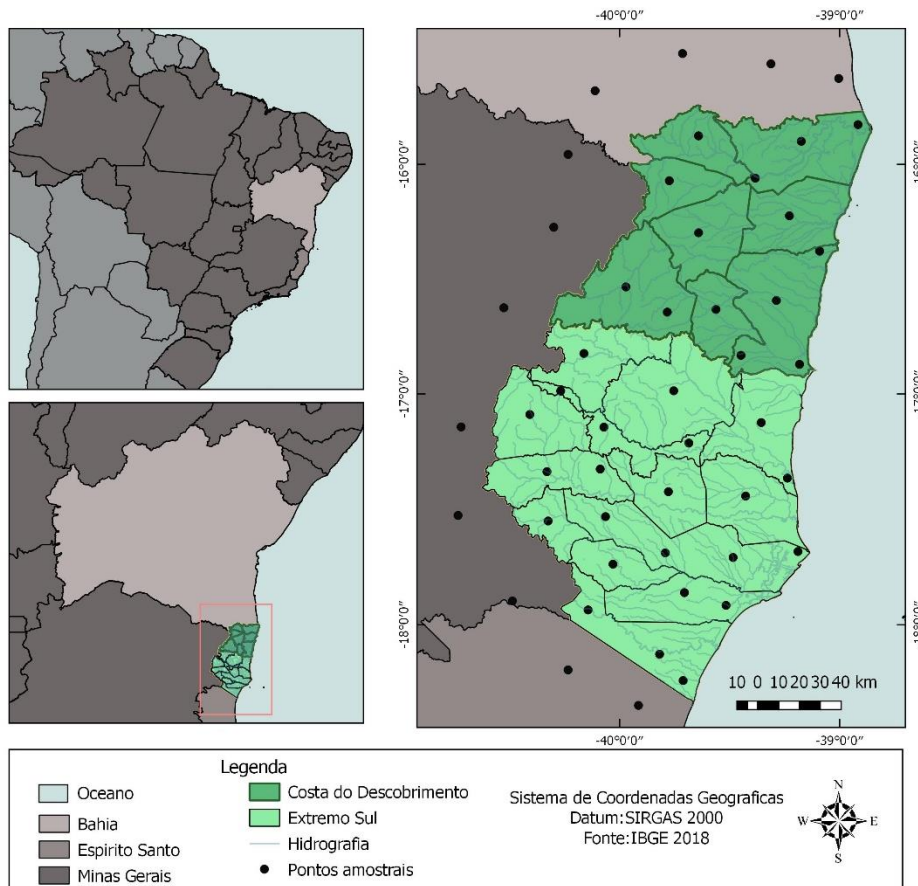 -40°0'0"
-39°0'0"
-16°0'0"
-16°0'0"
-17°0'0"
-17°0'0"
-18°0'0"
-18°0'0"
10 0 10 20 30 40 km
-40°0'0"
-39°0'0"
Legenda
Oceano
Bahia
Espirito Santo
Minas Gerais
Costa do Descobrimento
Extremo Sul
Hidrografia
Pontos amostrais
Sistema de Coordenadas Geograficas
Datum:SIRGAS 2000
Fonte:IBGE 2018
N
W E
S